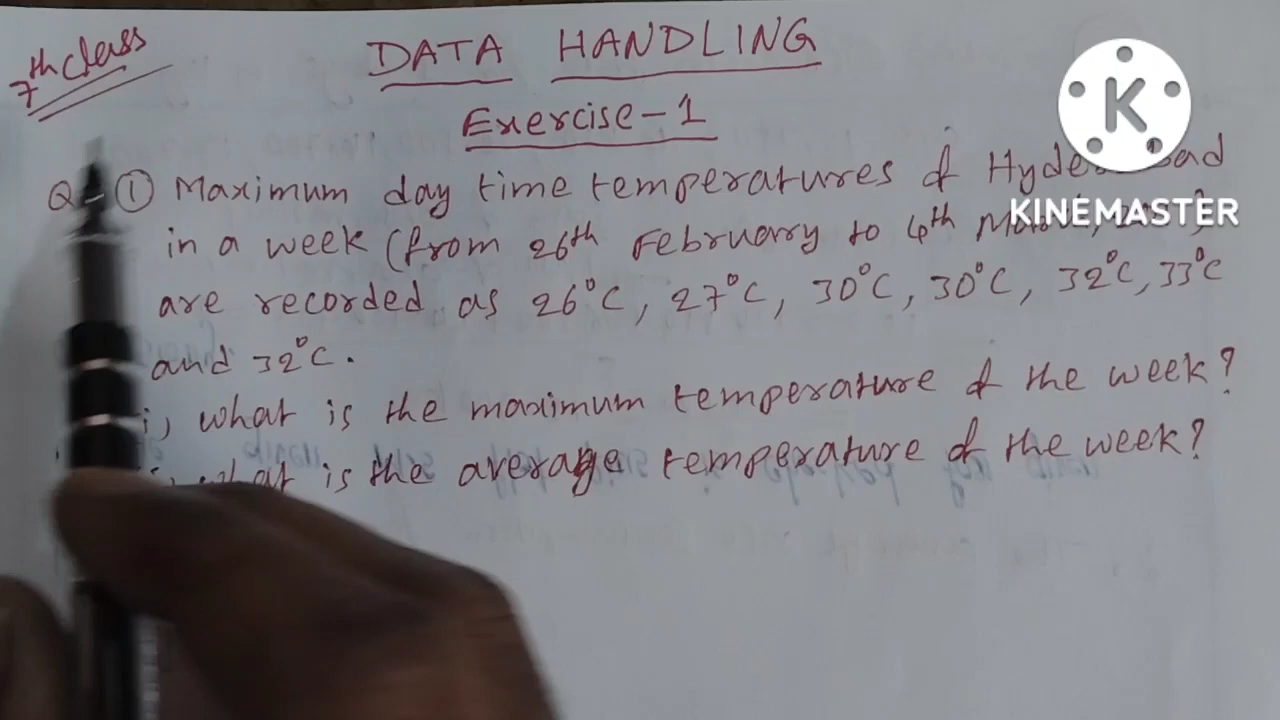 7th class
DATA HANDLING
Exercise-1
Q-① Maximum day time temperatures of
in a week (from 26th February to 4th
are recorded as 26°C, 27°C, 30°C, 30°C, 32°C, 33°C
and 32°C.
i, what is the maximum temperature of the week?
what is the average temperature of the week?
K
KINEMASTER